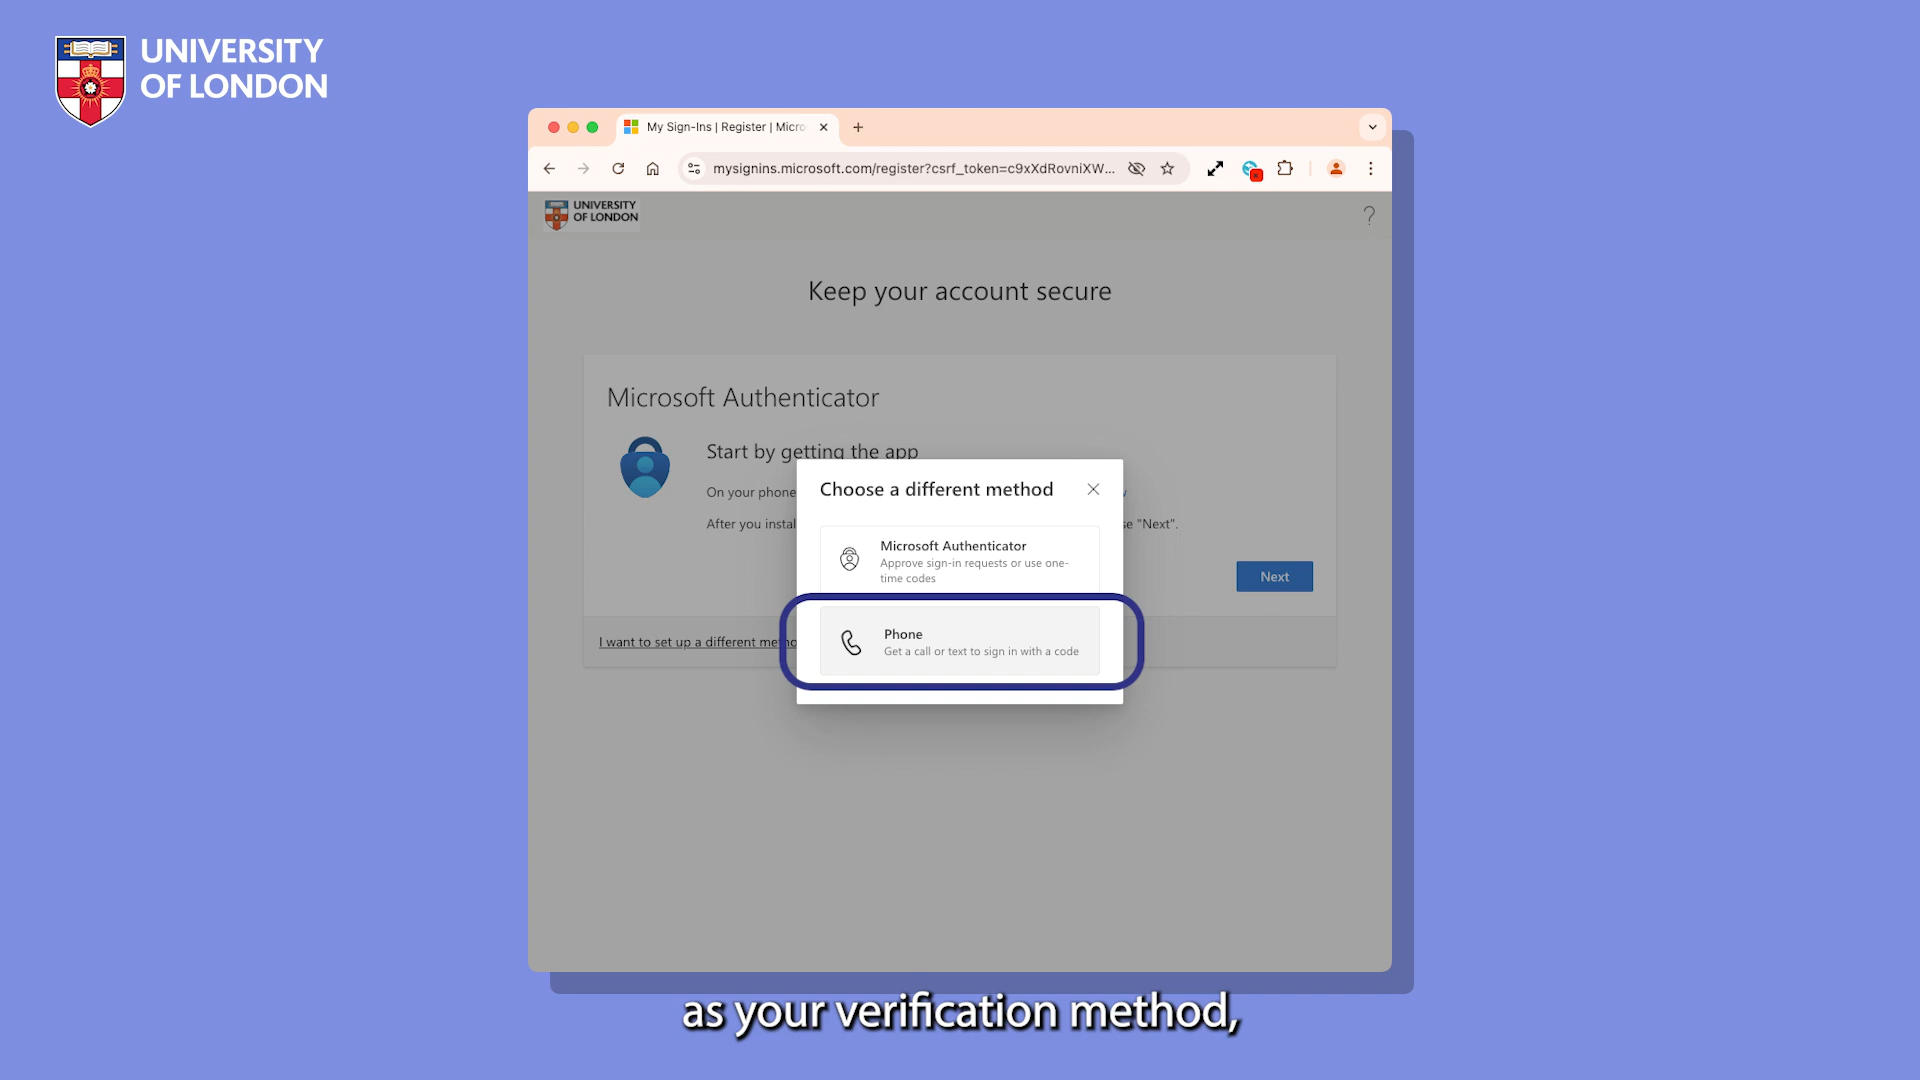 UNIVERSITY
OF LONDON
My Sign-Ins | Register | Micro
mysignins.microsoft.com/register?csrf_token=c9xXdRovniXW...
UNIVERSITY
OF LONDON
?
Keep your account secure
Microsoft Authenticator
Start by getting the app
On your phone
After you instal
se "Next".
Choose a different method
Microsoft Authenticator
Approve sign-in requests or use one-
time codes
Next
Phone
Get a call or text to sign in with a code
I want to set up a different metho
as your verification method,